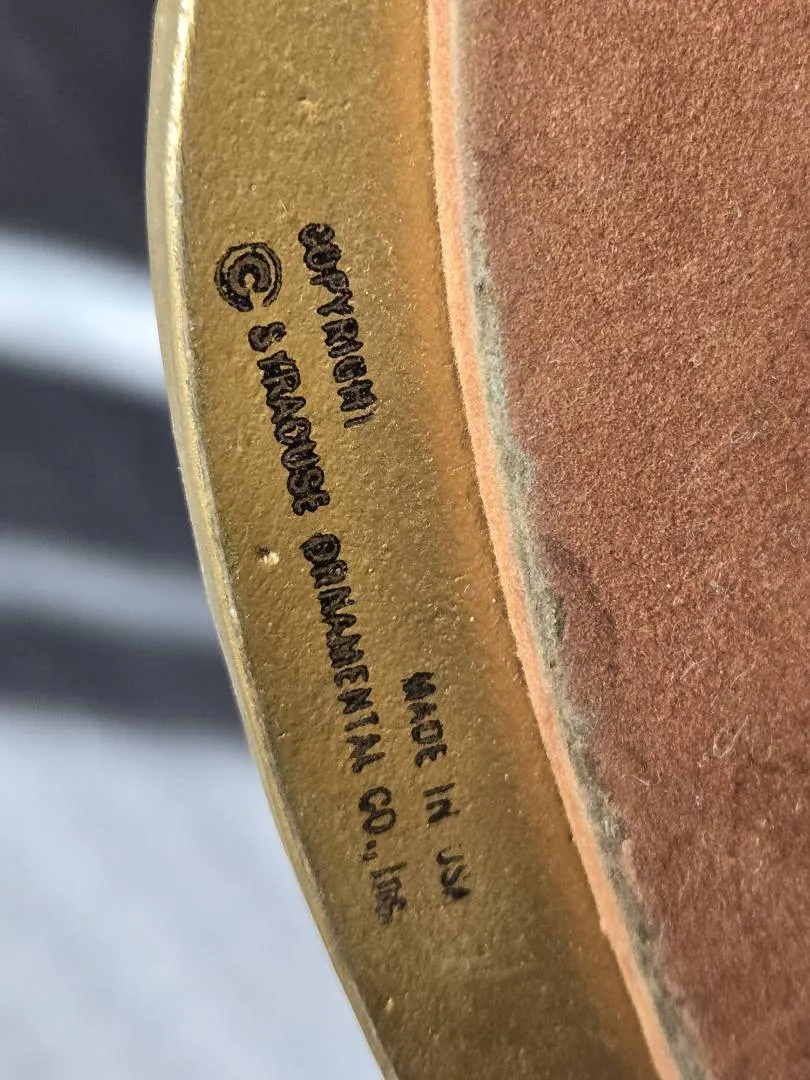 COPYRIGHT
© SYRACUSE ORNAMENTAL CO., Inc.
MADE IN USA